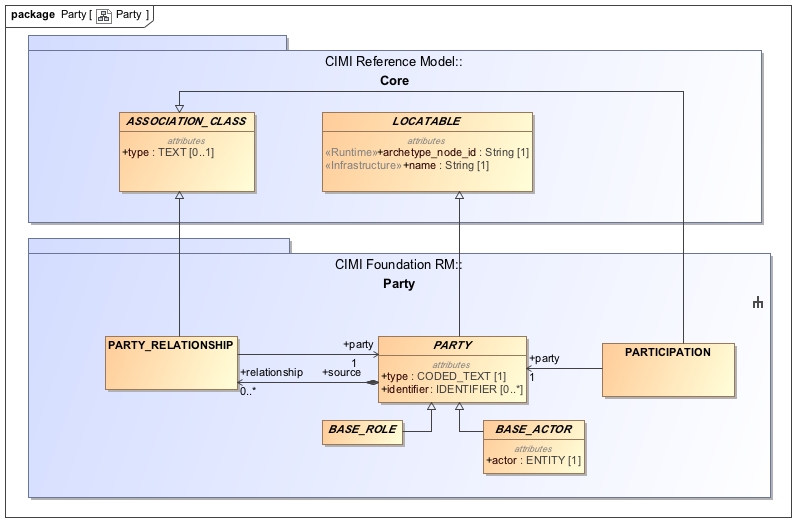 package Party [ Party ]
CIMI Reference Model::
Core
ASSOCIATION_CLASS
attributes
+type : TEXT [0..1]
LOCATABLE
attributes
«Runtime»+archetype_node_id : String [1]
«Infrastructure»+name : String [1]
CIMI Foundation RM::
Party
PARTY_RELATIONSHIP
+party
1
+relationship
0..*
+source
PARTY
attributes
+type : CODED_TEXT [1]
+identifier : IDENTIFIER [0..*]
+party
1
PARTICIPATION
BASE_ROLE
BASE_ACTOR
attributes
+actor : ENTITY [1]